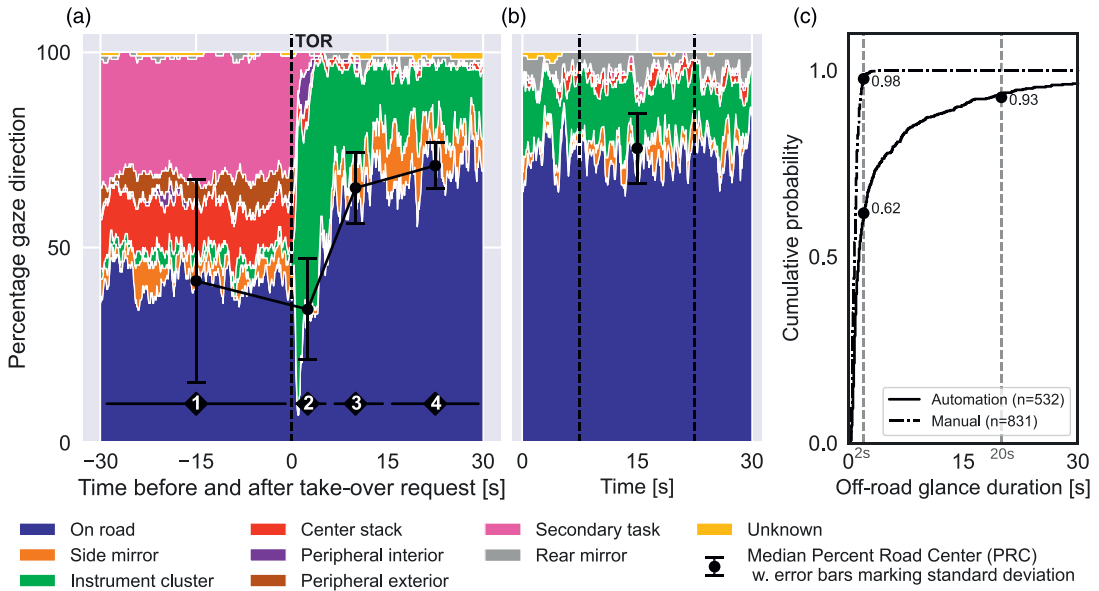 (a)
(b)
(c)
TOR
Percentage gaze direction
100
50
0
1
2
3
4
−30
−15
0
15
30
Time before and after take-over request [s]
0
15
30
Time [s]
Cumulative probability
1.0
0.5
0.0
0.98
0.93
0.62
Automation (n=532)
Manual (n=831)
2s
20s
0
15
30
Off-road glance duration [s]
On road
Side mirror
Instrument cluster
Center stack
Peripheral interior
Peripheral exterior
Secondary task
Rear mirror
Unknown
Median Percent Road Center (PRC)
w. error bars marking standard deviation